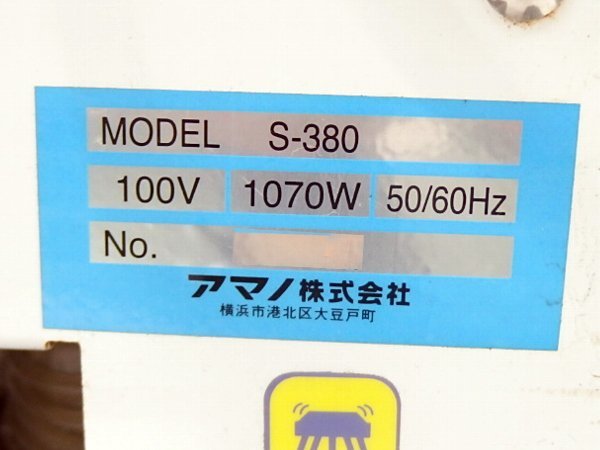 MODEL S-380
100V 1070W 50/60Hz
No.
アマノ株式会社
横浜市港北区大豆戸町